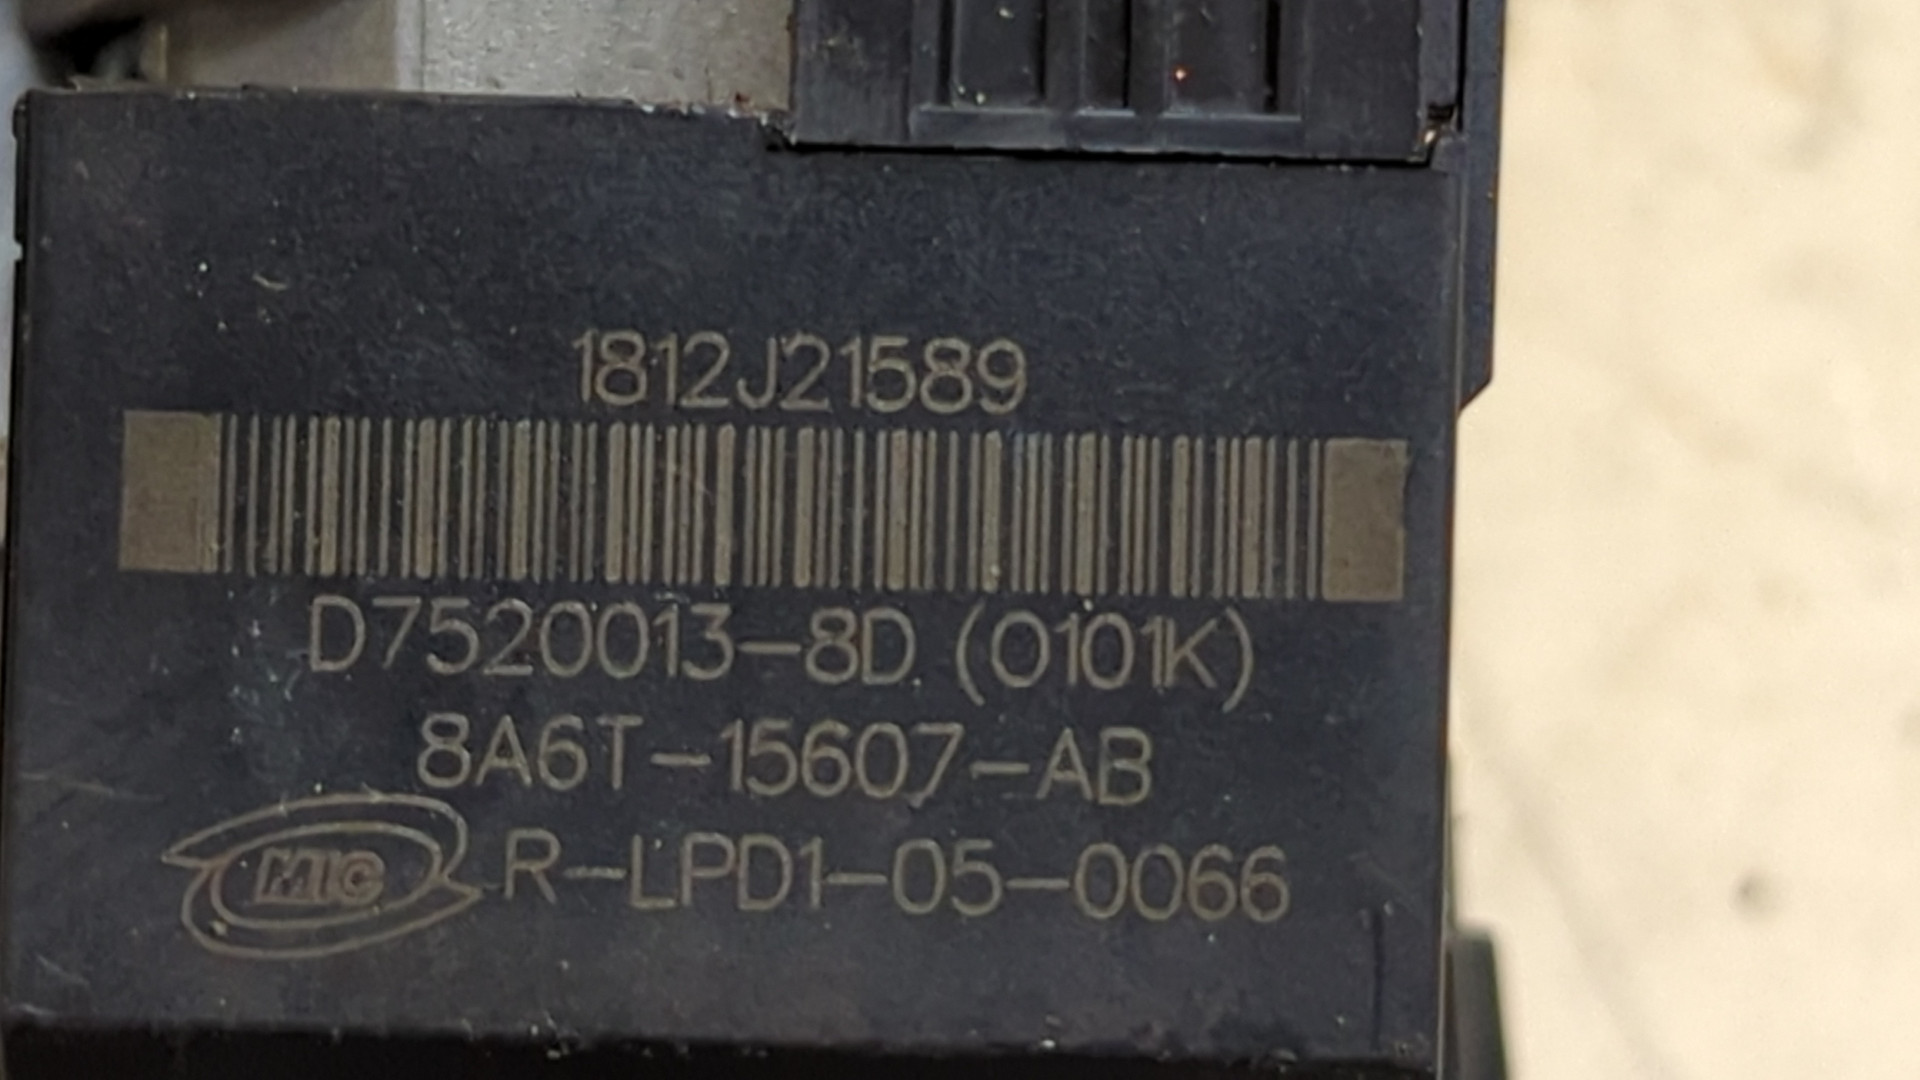 1812J21589
D7520013-8D (0101K)
8A6T-15607-AB
MIC R-LPD1-05-0066